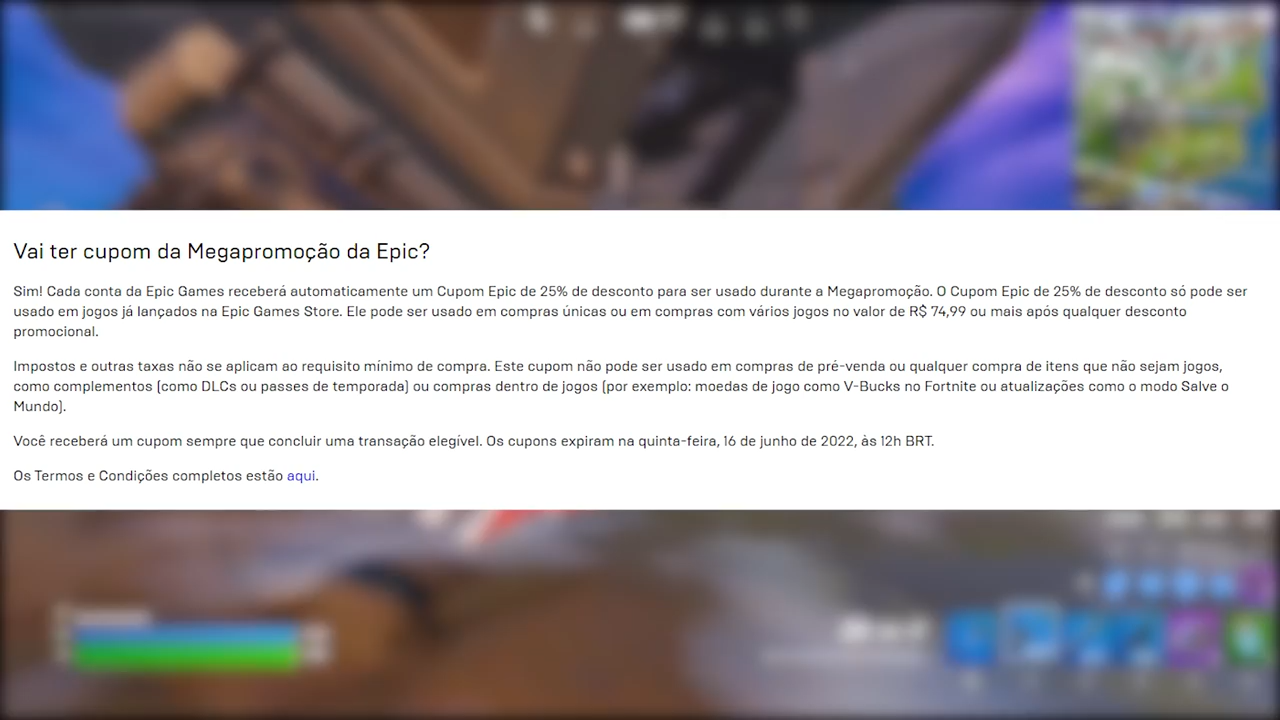 Vai ter cupom da Megapromoção da Epic?
Sim! Cada conta da Epic Games receberá automaticamente um Cupom Epic de 25% de desconto para ser usado durante a Megapromoção. O Cupom Epic de 25% de desconto só pode ser
usado em jogos já lançados na Epic Games Store. Ele pode ser usado em compras únicas ou em compras com vários jogos no valor de R$ 74,99 ou mais após qualquer desconto
promocional.
Impostos e outras taxas não se aplicam ao requisito mínimo de compra. Este cupom não pode ser usado em compras de pré-venda ou qualquer compra de itens que não sejam jogos,
como complementos (como DLCs ou passes de temporada) ou compras dentro de jogos (por exemplo: moedas de jogo como V-Bucks no Fortnite ou atualizações como o modo Salve o
Mundo).
Você receberá um cupom sempre que concluir uma transação elegível. Os cupons expiram na quinta-feira, 16 de junho de 2022, às 12h BRT.
Os Termos e Condições completos estão aqui.